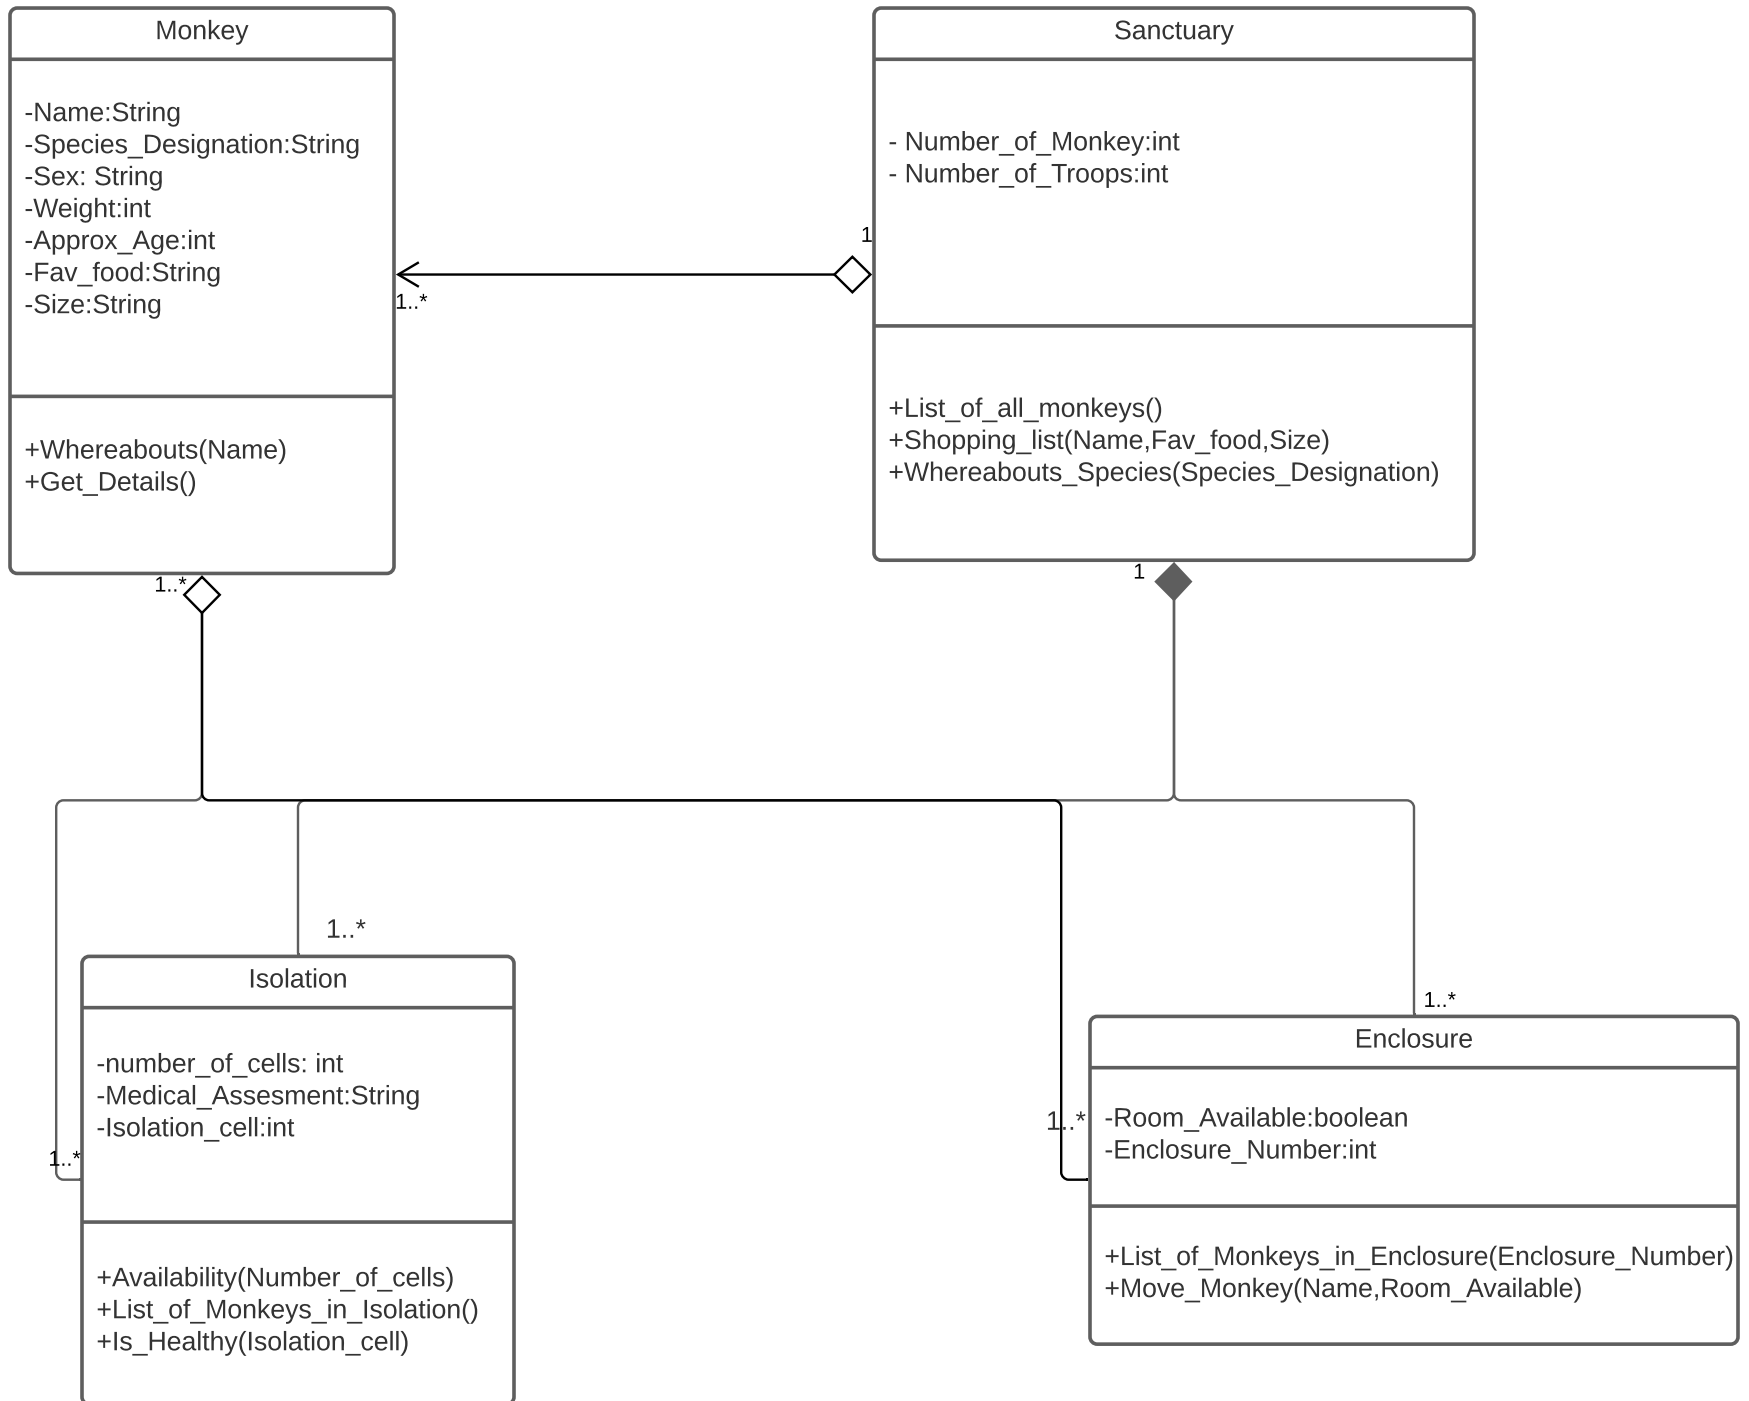 Monkey
-Name:String
-Species_Designation:String
-Sex: String
-Weight:int
-Approx_Age:int
-Fav_food:String
-Size:String
+Whereabouts(Name)
+Get_Details()
Sanctuary
- Number_of_Monkey:int
- Number_of_Troops:int
+List_of_all_monkeys()
+Shopping_list(Name,Fav_food,Size)
+Whereabouts_Species(Species_Designation)
1
1..*
1..*
1
1..*
1..*
1..*
1..*
Isolation
-number_of_cells: int
-Medical_Assesment:String
-Isolation_cell:int
+Availability(Number_of_cells)
+List_of_Monkeys_in_Isolation()
+Is_Healthy(Isolation_cell)
Enclosure
-Room_Available:boolean
-Enclosure_Number:int
+List_of_Monkeys_in_Enclosure(Enclosure_Number)
+Move_Monkey(Name,Room_Available)